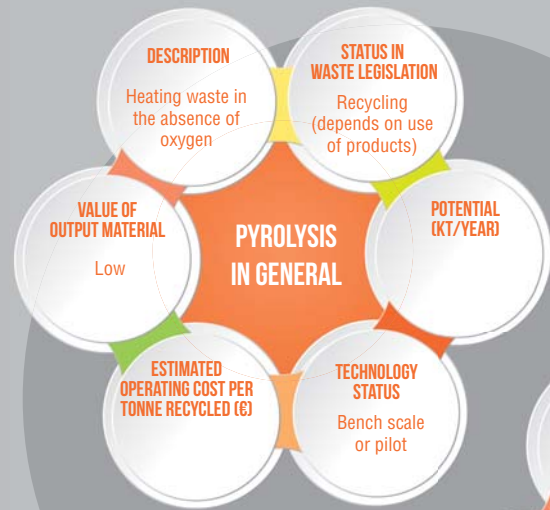 DESCRIPTION
Heating waste in
the absence of
oxygen
STATUS IN
WASTE LEGISLATION
Recycling
(depends on use
of products)
VALUE OF
OUTPUT MATERIAL
Low
PYROLYSIS
IN GENERAL
POTENTIAL
(KT/YEAR)
ESTIMATED
OPERATING COST PER
TONNE RECYCLED (€)
TECHNOLOGY
STATUS
Bench scale
or pilot